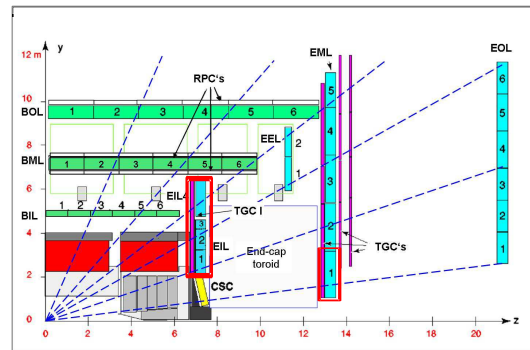 y
12 m
EML
EOL
RPC's
6
10
BOL
1 2 3 4 5 6
5
4
5
8
EEL
2
BML
1 2 3 4 5 6
1
3
4
6
EIL4
TGC I
3
BIL
1 2 3 4 5 6
4
3
2
EIL
2
TGC's
2
1
End-cap
toroid
2
CSC
1
1
0
0 2 4 6 8 10 12 14 16 18 20
z